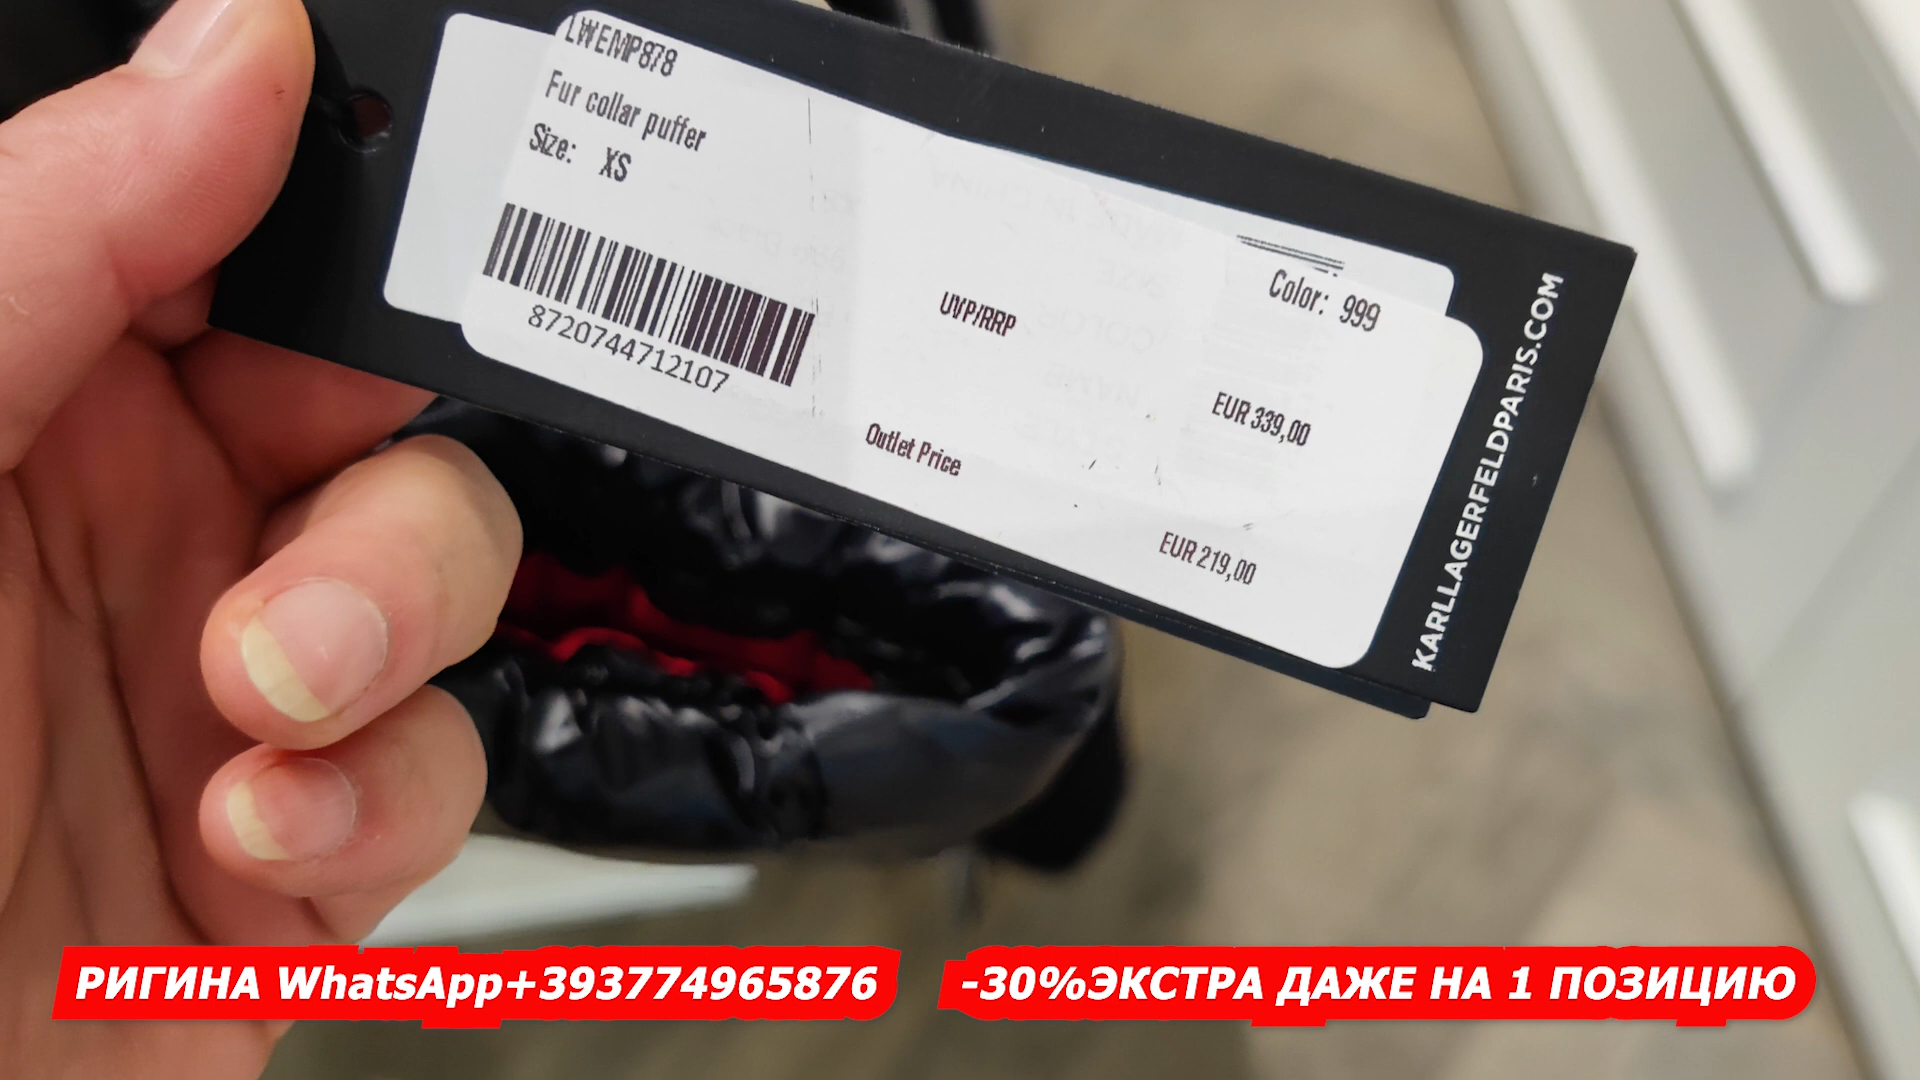 LWEMP878
Fur collar puffer
Size: XS
8720744712107
Color: 999
UVP/RRP
EUR 339,00
Outlet Price
EUR 219,00
KARLLAGERFELDPARIS.COM
РИГИНА WhatsApp+393774965876
-30%ЭКСТРА ДАЖЕ НА 1 ПОЗИЦИЮ